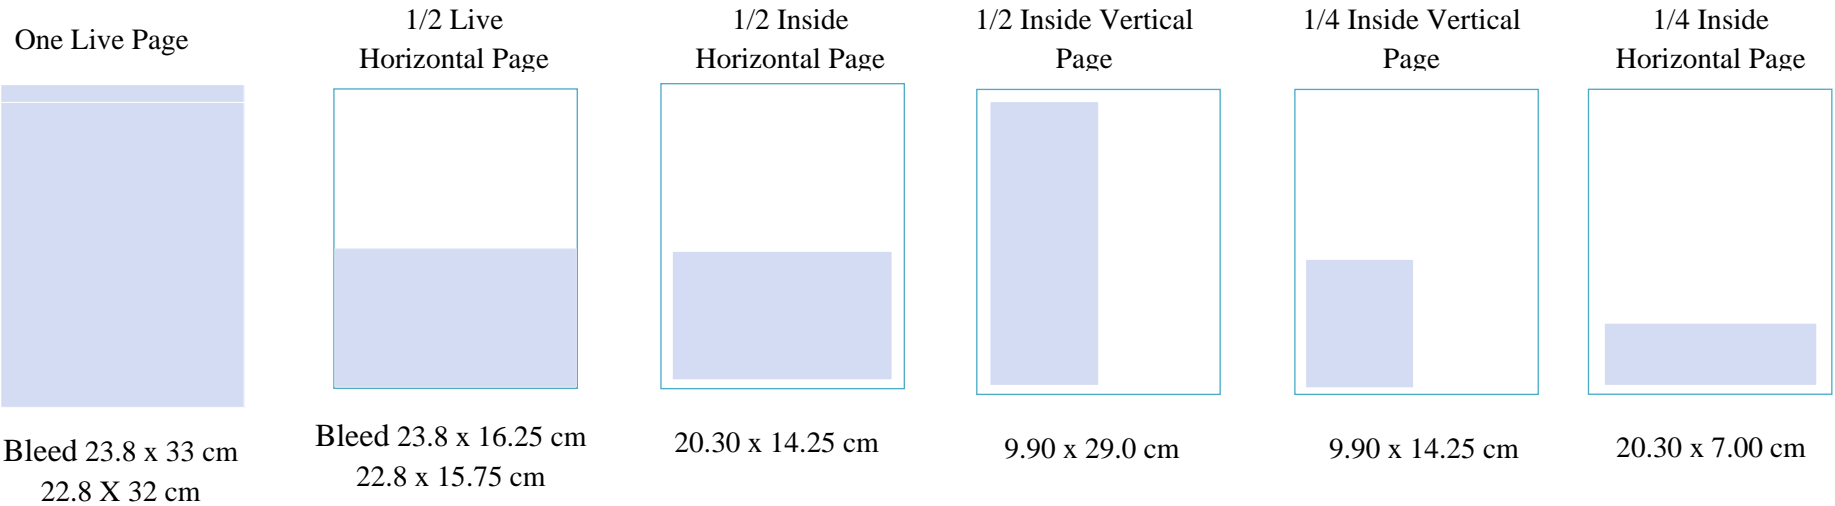 One Live Page
1/2 Live
Horizontal Page
1/2 Inside
Horizontal Page
1/2 Inside Vertical
Page
1/4 Inside Vertical
Page
1/4 Inside
Horizontal Page
Bleed 23.8 x 33 cm
22.8 X 32 cm
Bleed 23.8 x 16.25 cm
22.8 x 15.75 cm
20.30 x 14.25 cm
9.90 x 29.0 cm
9.90 x 14.25 cm
20.30 x 7.00 cm